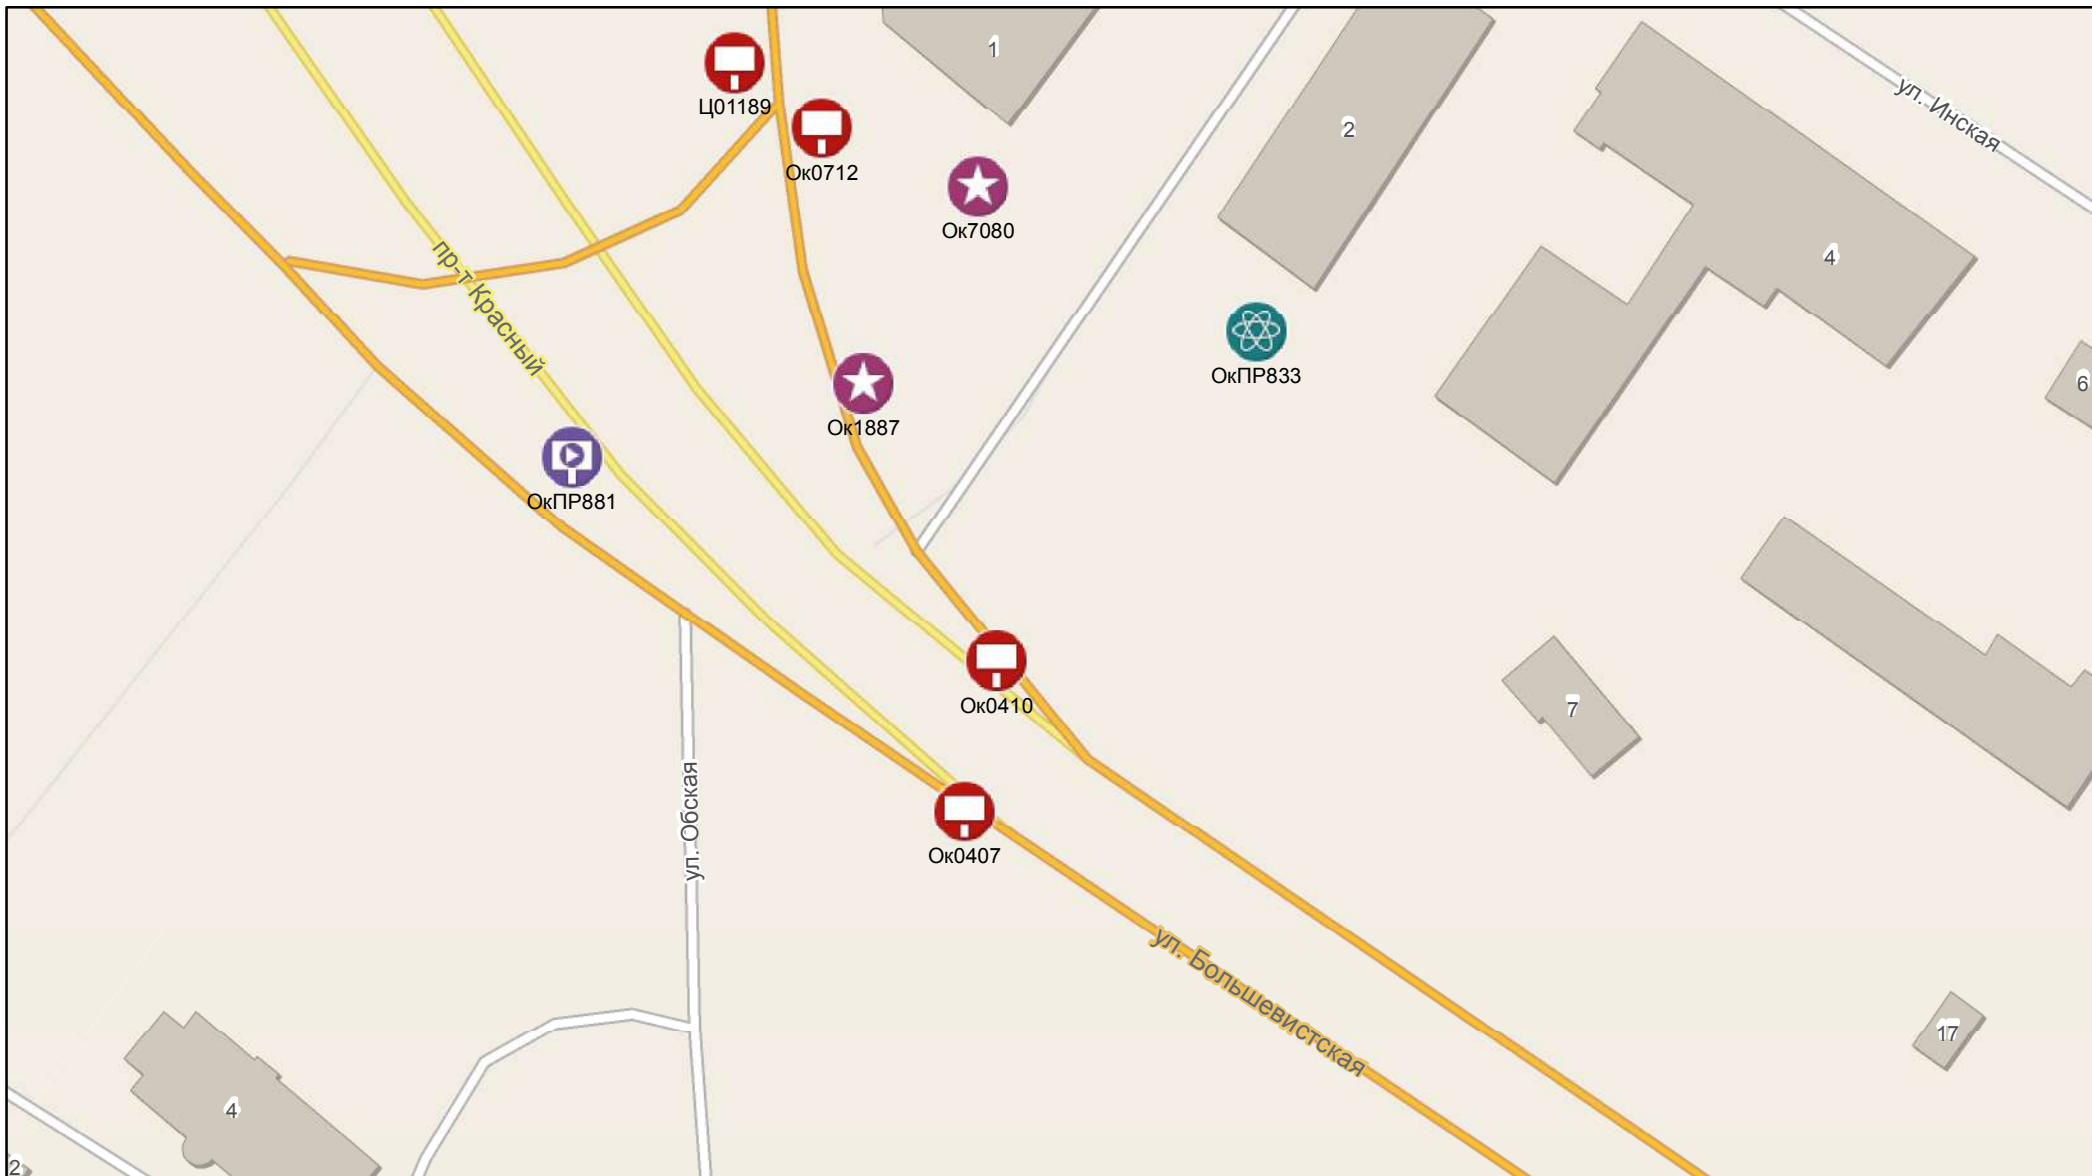 1
Ц01189
2
ул. Инская
Ок0712
Ок7080
4
пр-т Красный
ОкПР833
6
Ок1887
ОкПР881
Ок0410
7
ул. Обская
Ок0407
ул. Большевистская
17
4
2